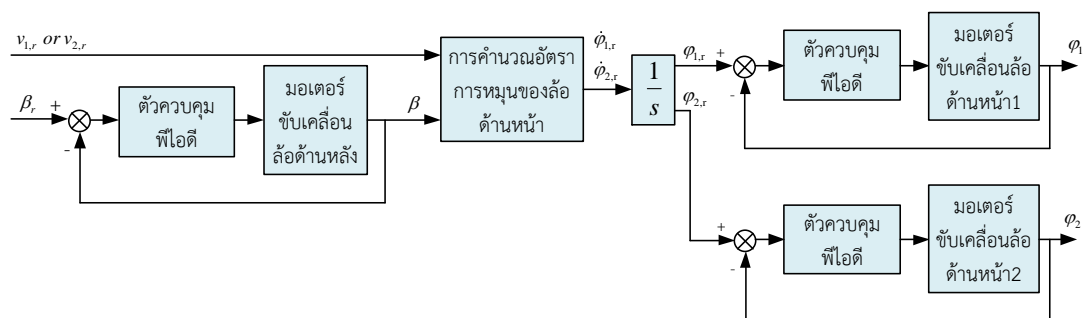 v1,r or v2,r
βr
+
-
ตัวควบคุม
พีไอดี
มอเตอร์
ขับเคลื่อน
ล้อด้านหลัง
β
การคำนวณอัตรา
การหมุนของล้อ
ด้านหน้า
φ̇1,r
φ̇2,r
1
s
φ1,r
φ2,r
+
-
ตัวควบคุม
พีไอดี
มอเตอร์
ขับเคลื่อนล้อ
ด้านหน้า1
φ1
+
-
ตัวควบคุม
พีไอดี
มอเตอร์
ขับเคลื่อนล้อ
ด้านหน้า2
φ2